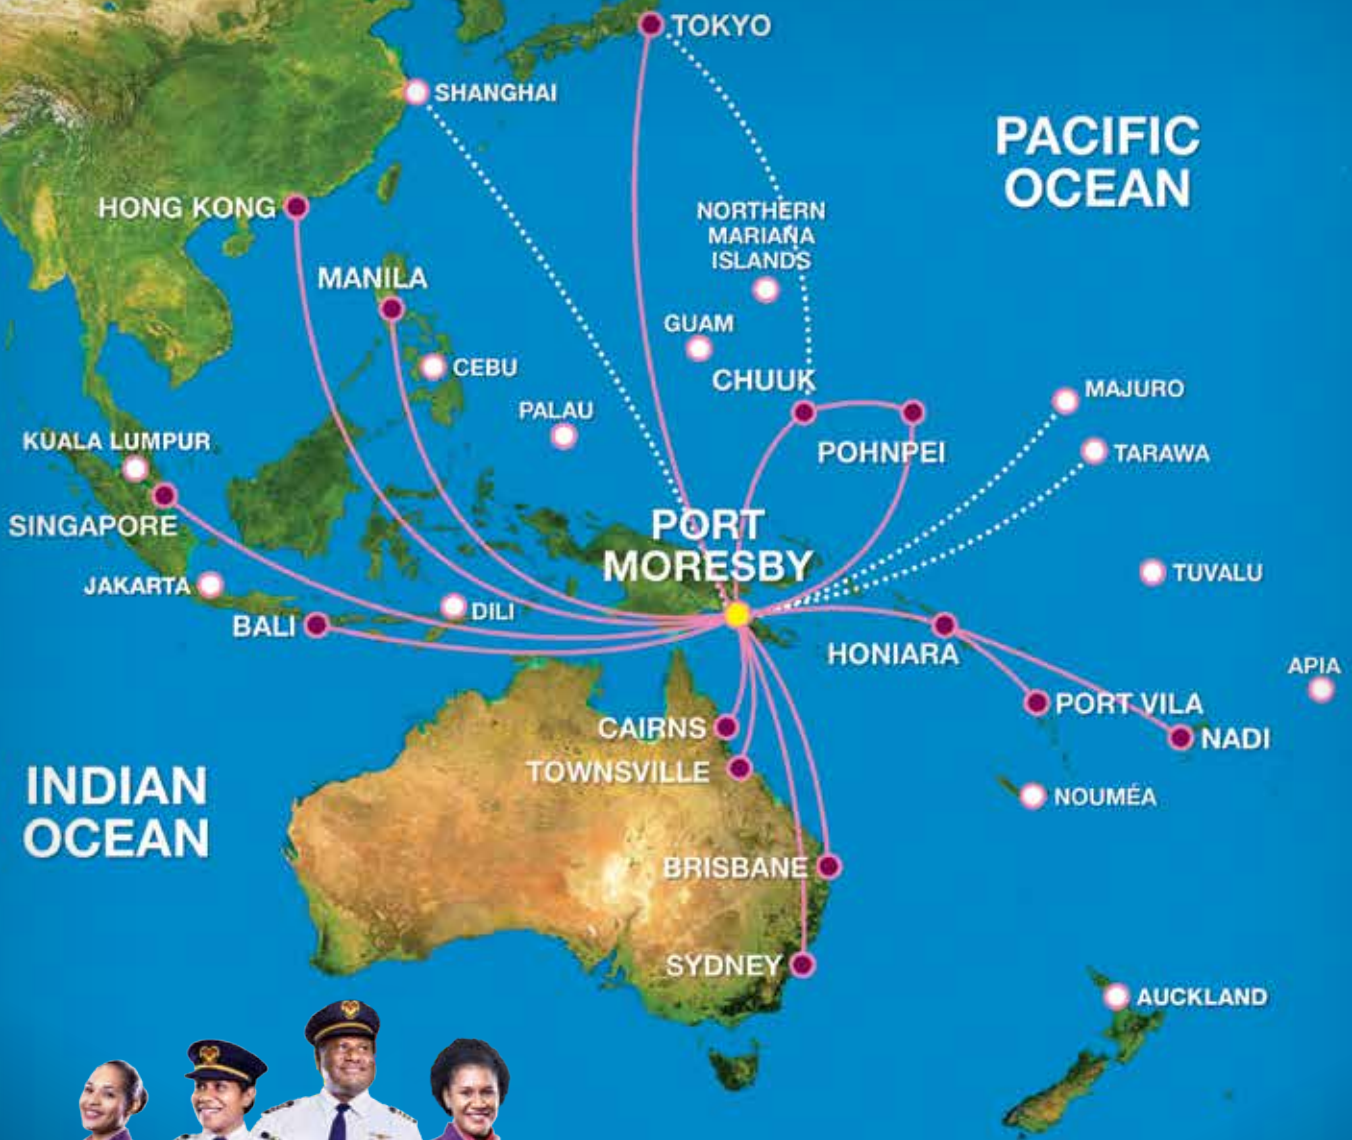 TOKYO
SHANGHAI
PACIFIC
OCEAN
HONG KONG
NORTHERN
MARIANA
ISLANDS
MANILA
GUAM
CEBU
CHUUK
MAJURO
PALAU
KUALA LUMPUR
POHNPEI
TARAWA
SINGAPORE
PORT
MORESBY
TUVALU
JAKARTA
DILI
BALI
HONIARA
APIA
PORT VILA
CAIRNS
NADI
TOWNSVILLE
INDIAN
OCEAN
NOUMÉA
BRISBANE
SYDNEY
AUCKLAND